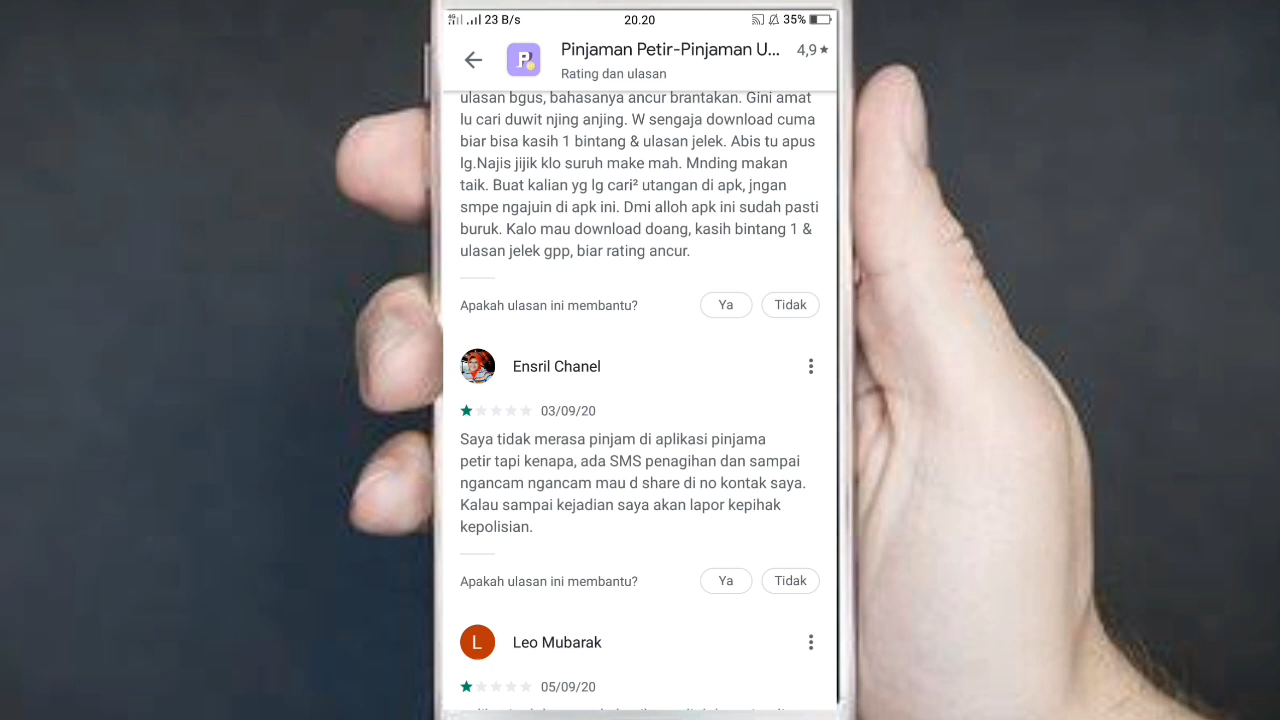 23 B/s 20.20 35%
Pinjaman Petir-Pinjaman U... 4,9 ★
Rating dan ulasan
ulasan bgus, bahasanya ancur brantakan. Gini amat
lu cari duwit njing anjing. W sengaja download cuma
biar bisa kasih 1 bintang & ulasan jelek. Abis tu apus
lg.Najis jijik klo suruh make mah. Mnding makan
taik. Buat kalian yg lg cari² utangan di apk, jngan
smpe ngajuin di apk ini. Dmi alloh apk ini sudah pasti
buruk. Kalo mau download doang, kasih bintang 1 &
ulasan jelek gpp, biar rating ancur.
Apakah ulasan ini membantu? Ya Tidak
Ensril Chanel
03/09/20
Saya tidak merasa pinjam di aplikasi pinjama
petir tapi kenapa, ada SMS penagihan dan sampai
ngancam ngancam mau d share di no kontak saya.
Kalau sampai kejadian saya akan lapor kepihak
kepolisian.
Apakah ulasan ini membantu? Ya Tidak
L Leo Mubarak
05/09/20